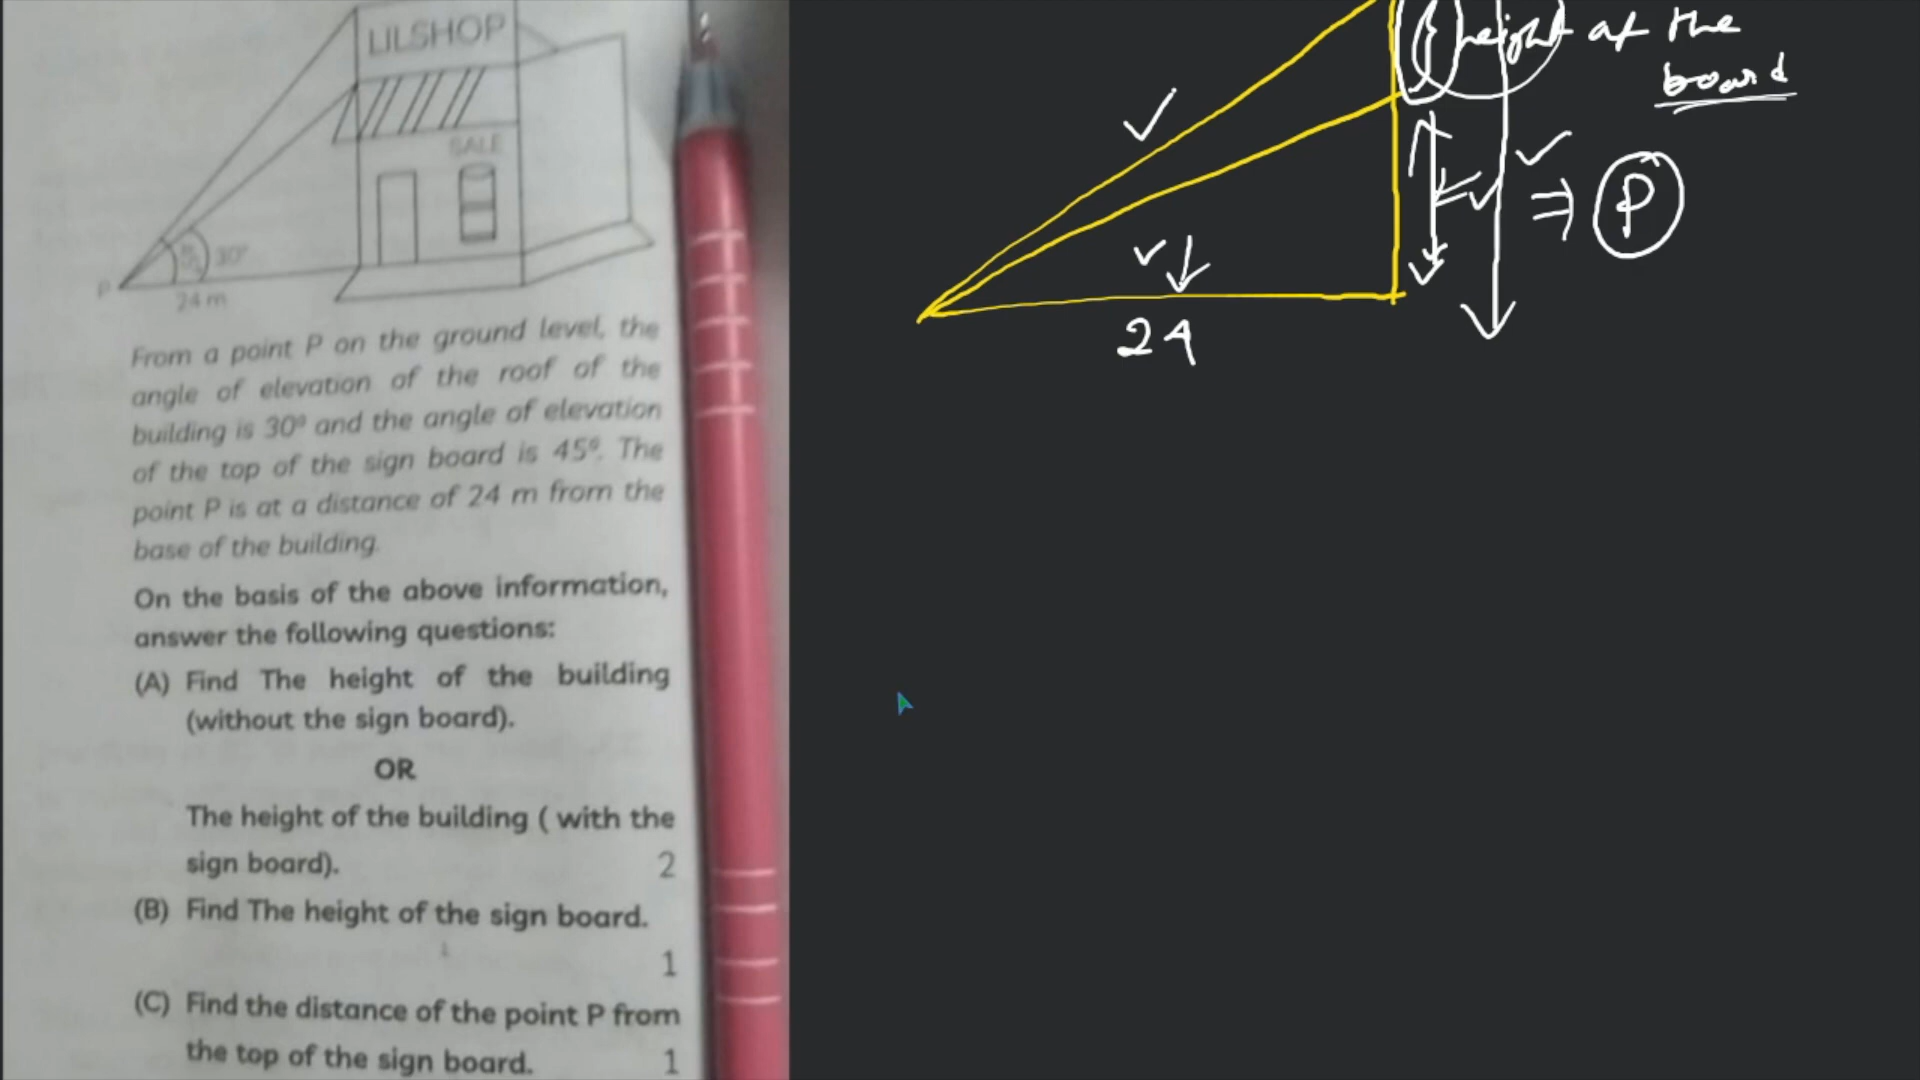 LILSHOP
SALE
30°
P
24 m
From a point P on the ground level, the
angle of elevation of the roof of the
building is 30° and the angle of elevation
of the top of the sign board is 45°. The
point P is at a distance of 24 m from the
base of the building.
On the basis of the above information,
answer the following questions:
(A) Find The height of the building
(without the sign board).
OR
The height of the building ( with the
sign board).
2
(B) Find The height of the sign board.
1
(C) Find the distance of the point P from
the top of the sign board.
1
height of the
board
P
24